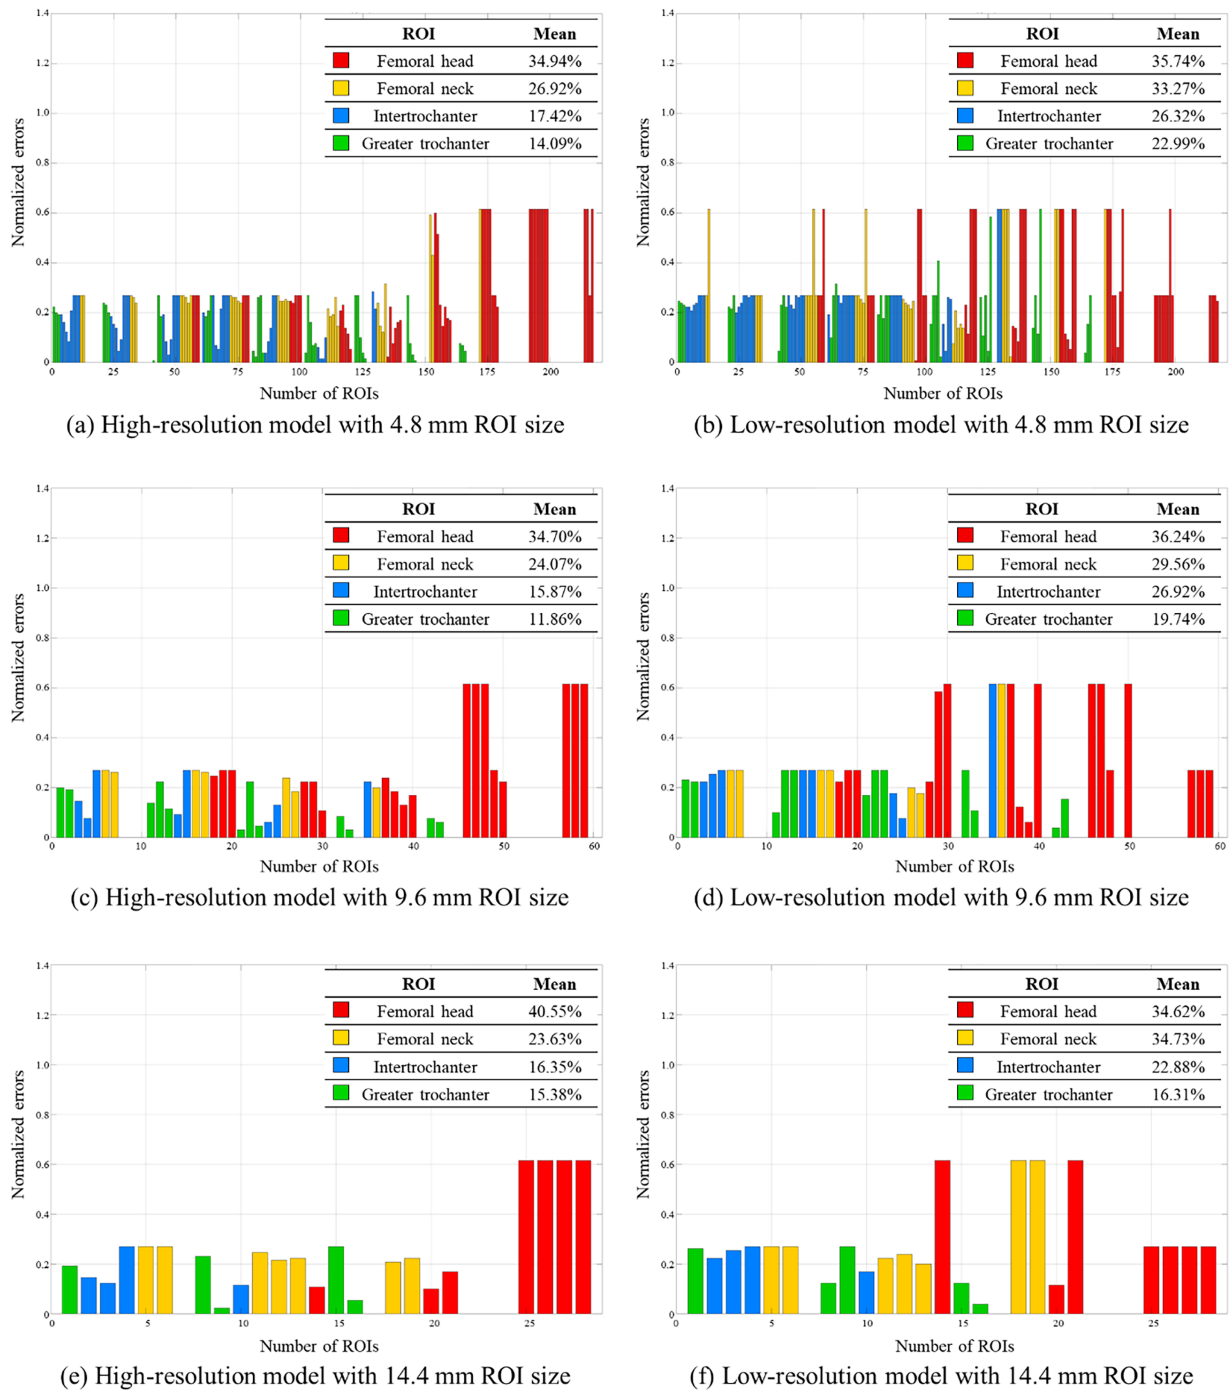 1.4
1.2
1.0
0.8
0.6
0.4
0.2
0
Normalized errors
ROI Mean
Femoral head 34.94%
Femoral neck 26.92%
Intertrochanter 17.42%
Greater trochanter 14.09%
0 25 50 75 100 125 150 175 200
Number of ROIs
(a) High-resolution model with 4.8 mm ROI size
1.4
1.2
1.0
0.8
0.6
0.4
0.2
0
Normalized errors
ROI Mean
Femoral head 35.74%
Femoral neck 33.27%
Intertrochanter 26.32%
Greater trochanter 22.99%
0 25 50 75 100 125 150 175 200
Number of ROIs
(b) Low-resolution model with 4.8 mm ROI size
1.4
1.2
1.0
0.8
0.6
0.4
0.2
0
Normalized errors
ROI Mean
Femoral head 34.70%
Femoral neck 24.07%
Intertrochanter 15.87%
Greater trochanter 11.86%
0 10 20 30 40 50 60
Number of ROIs
(c) High-resolution model with 9.6 mm ROI size
1.4
1.2
1.0
0.8
0.6
0.4
0.2
0
Normalized errors
ROI Mean
Femoral head 36.24%
Femoral neck 29.56%
Intertrochanter 26.92%
Greater trochanter 19.74%
0 10 20 30 40 50 60
Number of ROIs
(d) Low-resolution model with 9.6 mm ROI size
1.4
1.2
1.0
0.8
0.6
0.4
0.2
0
Normalized errors
ROI Mean
Femoral head 40.55%
Femoral neck 23.63%
Intertrochanter 16.35%
Greater trochanter 15.38%
0 5 10 15 20 25
Number of ROIs
(e) High-resolution model with 14.4 mm ROI size
1.4
1.2
1.0
0.8
0.6
0.4
0.2
0
Normalized errors
ROI Mean
Femoral head 34.62%
Femoral neck 34.73%
Intertrochanter 22.88%
Greater trochanter 16.31%
0 5 10 15 20 25
Number of ROIs
(f) Low-resolution model with 14.4 mm ROI size